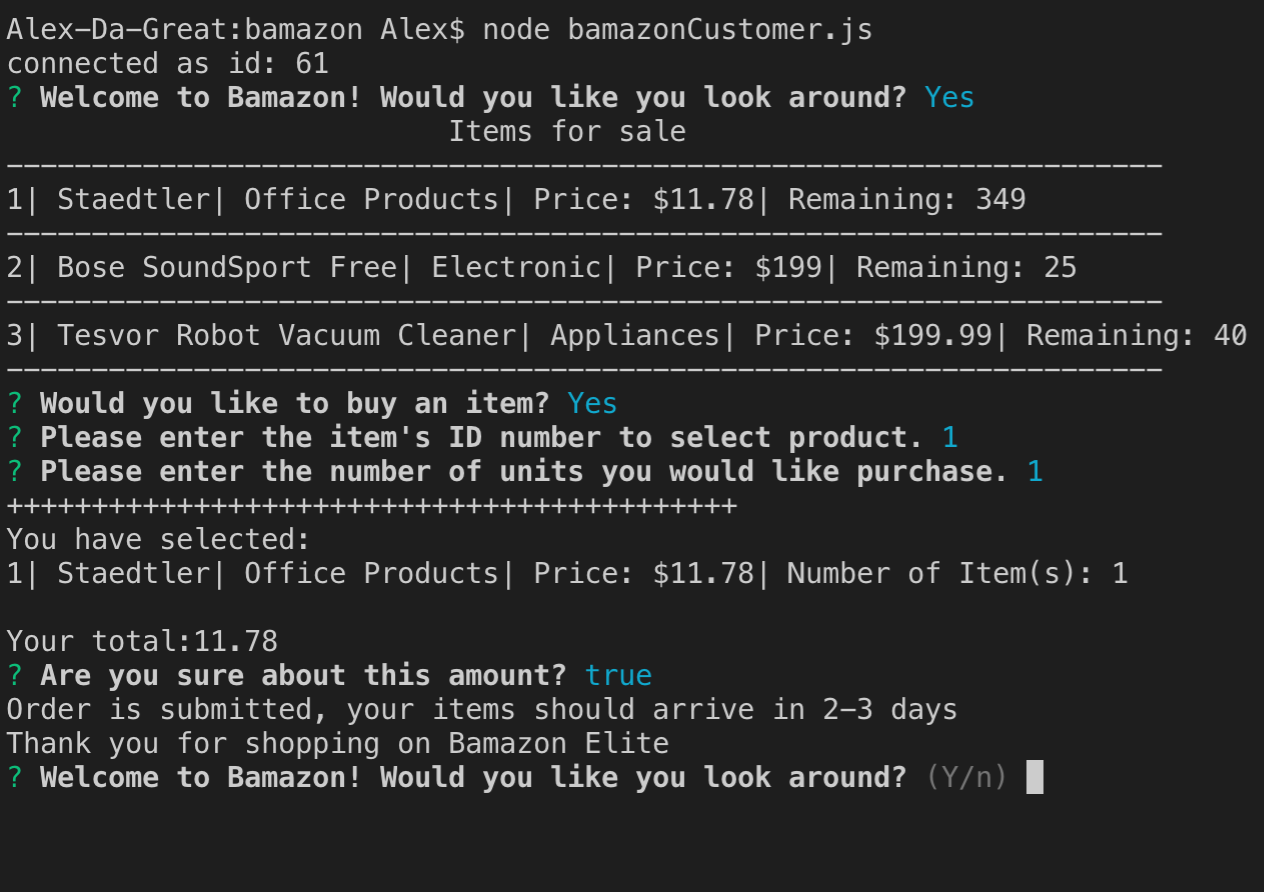 Alex-Da-Great:bamazon Alex$ node bamazonCustomer.js
connected as id: 61
? Welcome to Bamazon! Would you like you look around? Yes
Items for sale
--------------------------------------------------------------------
1| Staedtler| Office Products| Price: $11.78| Remaining: 349
--------------------------------------------------------------------
2| Bose SoundSport Free| Electronic| Price: $199| Remaining: 25
--------------------------------------------------------------------
3| Tesvor Robot Vacuum Cleaner| Appliances| Price: $199.99| Remaining: 40
--------------------------------------------------------------------
? Would you like to buy an item? Yes
? Please enter the item's ID number to select product. 1
? Please enter the number of units you would like purchase. 1
+++++++++++++++++++++++++++++++++++++++++++
You have selected:
1| Staedtler| Office Products| Price: $11.78| Number of Item(s): 1
Your total:11.78
? Are you sure about this amount? true
Order is submitted, your items should arrive in 2-3 days
Thank you for shopping on Bamazon Elite
? Welcome to Bamazon! Would you like you look around? (Y/n)